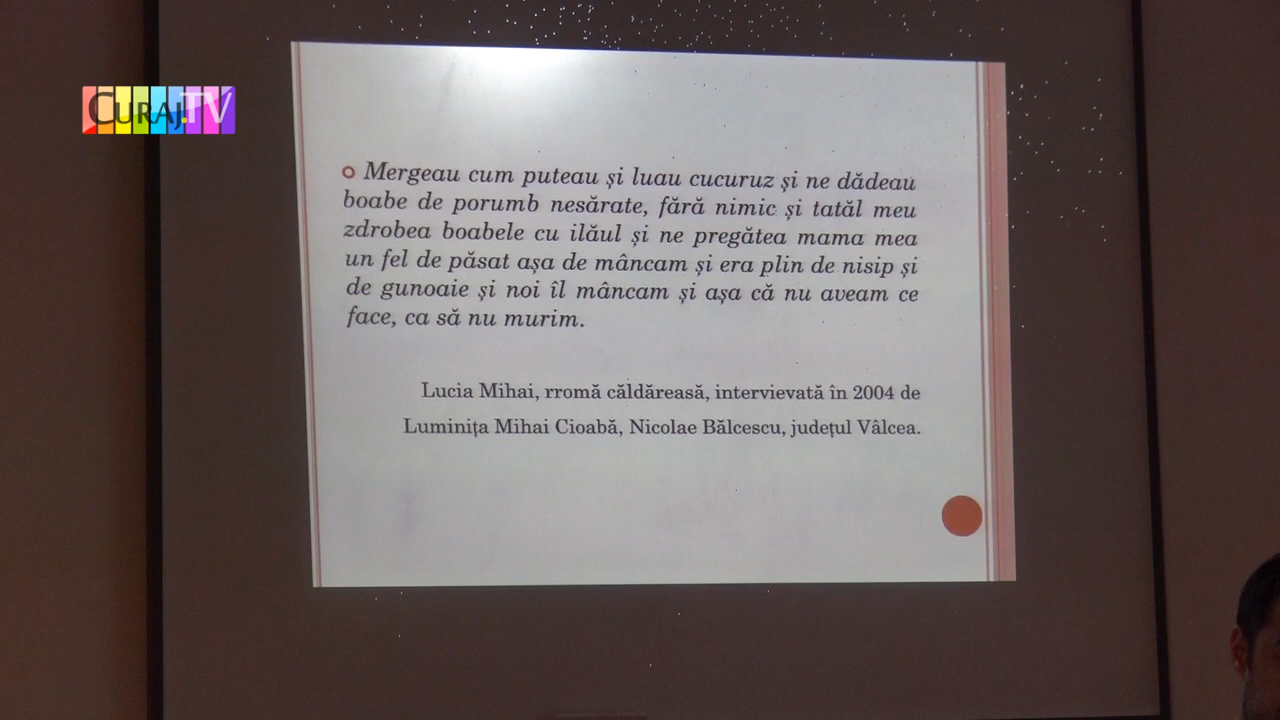 CURAJ.TV
Mergeau cum puteau și luau cucuruz și ne dădeau
boabe de porumb nesărate, fără nimic și tatăl meu
zdrobea boabele cu ilăul și ne pregătea mama mea
un fel de păsat așa de mâncam și era plin de nisip și
de gunoaie și noi îl mâncam și așa că nu aveam ce
face, ca să nu murim.
Lucia Mihai, rromă căldăreasă, intervievată în 2004 de
Luminița Mihai Cioabă, Nicolae Bălcescu, județul Vâlcea.